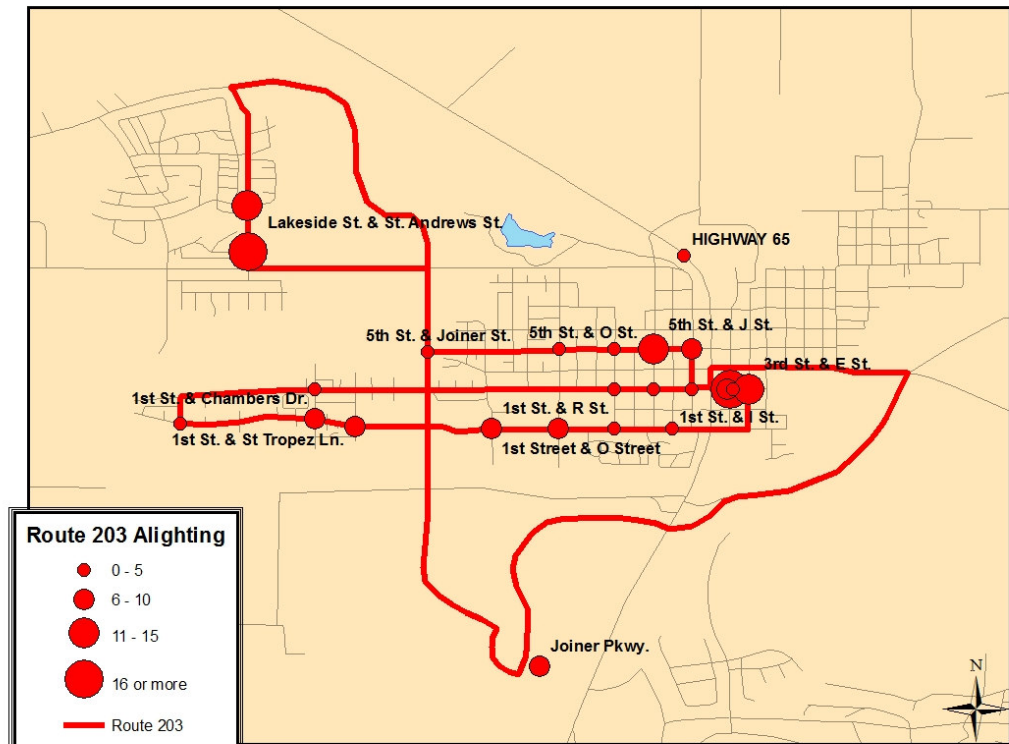 Lakeside St. & St. Andrews St.
HIGHWAY 65
5th St. & Joiner St.
5th St. & O St.
5th St. & J St.
3rd St. & E St.
1st St. & Chambers Dr.
1st St. & R St.
1st St. & I St.
1st St. & St Tropez Ln.
1st Street & O Street
Joiner Pkwy.
Route 203 Alighting
0 - 5
6 - 10
11 - 15
16 or more
Route 203
N